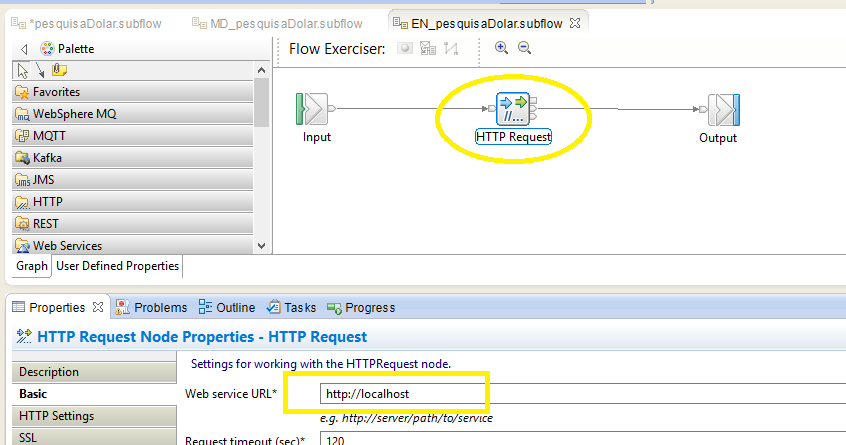 *pesquisaDolar.subflow
MD_pesquisaDolar.subflow
EN_pesquisaDolar.subflow
Palette
Flow Exerciser:
Favorites
WebSphere MQ
MQTT
Kafka
JMS
HTTP
REST
Web Services
Input
HTTP Request
//...
Output
Graph
User Defined Properties
Properties
Problems
Outline
Tasks
Progress
HTTP Request Node Properties - HTTP Request
Description
Basic
HTTP Settings
SSL
Settings for working with the HTTPRequest node.
Web service URL*
http://localhost
e.g. http://server/path/to/service
Request timeout (sec)*
120